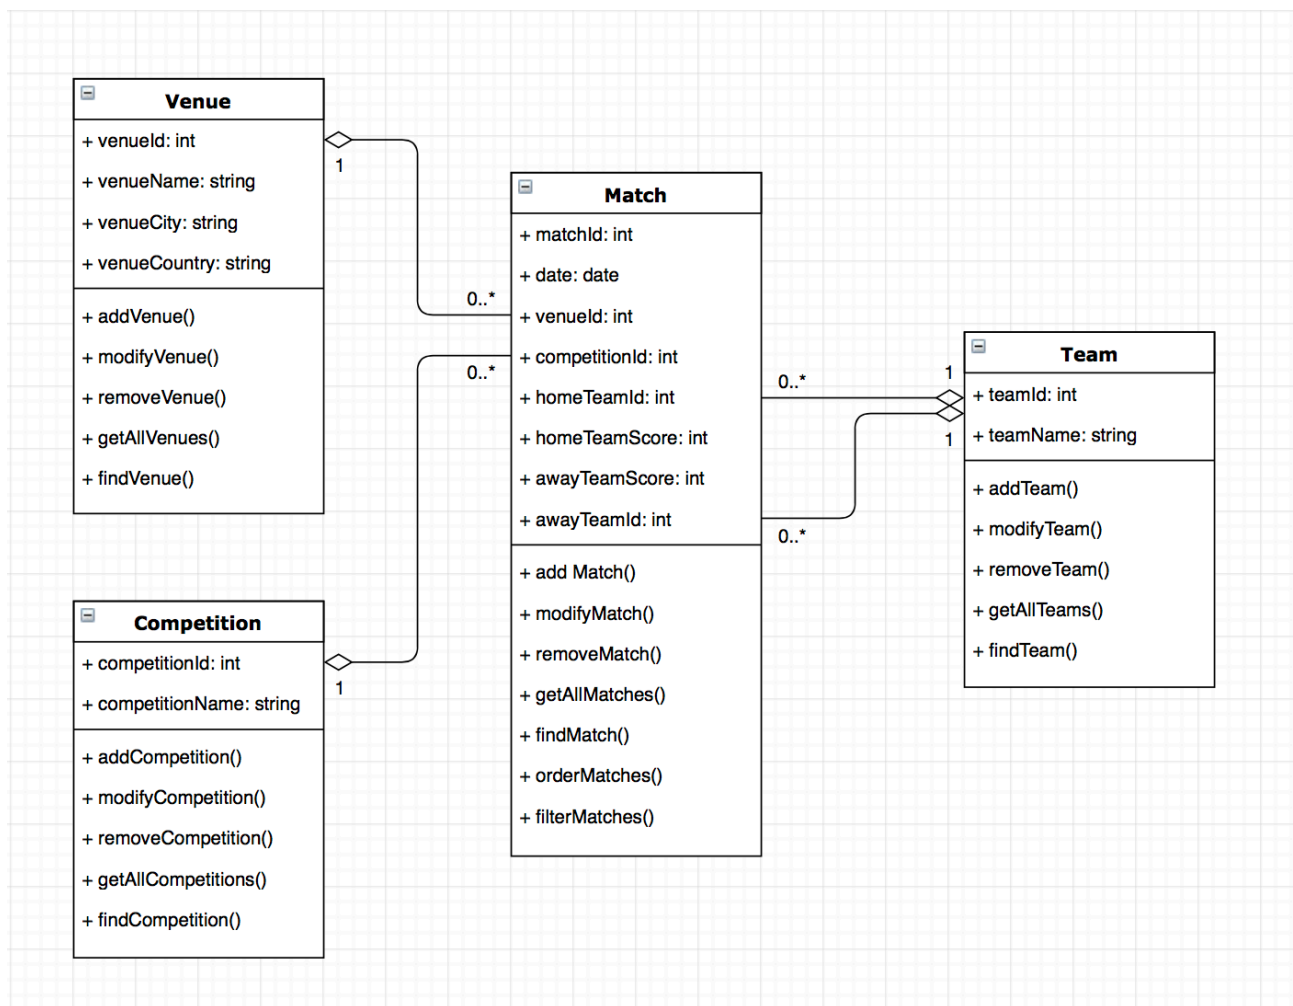 Venue
+ venueId: int
+ venueName: string
+ venueCity: string
+ venueCountry: string
+ addVenue()
+ modifyVenue()
+ removeVenue()
+ getAllVenues()
+ findVenue()
1
0..*
Competition
+ competitionId: int
+ competitionName: string
+ addCompetition()
+ modifyCompetition()
+ removeCompetition()
+ getAllCompetitions()
+ findCompetition()
1
0..*
Match
+ matchId: int
+ date: date
+ venueId: int
+ competitionId: int
+ homeTeamId: int
+ homeTeamScore: int
+ awayTeamScore: int
+ awayTeamId: int
+ add Match()
+ modifyMatch()
+ removeMatch()
+ getAllMatches()
+ findMatch()
+ orderMatches()
+ filterMatches()
0..*
1
0..*
1
Team
+ teamId: int
+ teamName: string
+ addTeam()
+ modifyTeam()
+ removeTeam()
+ getAllTeams()
+ findTeam()